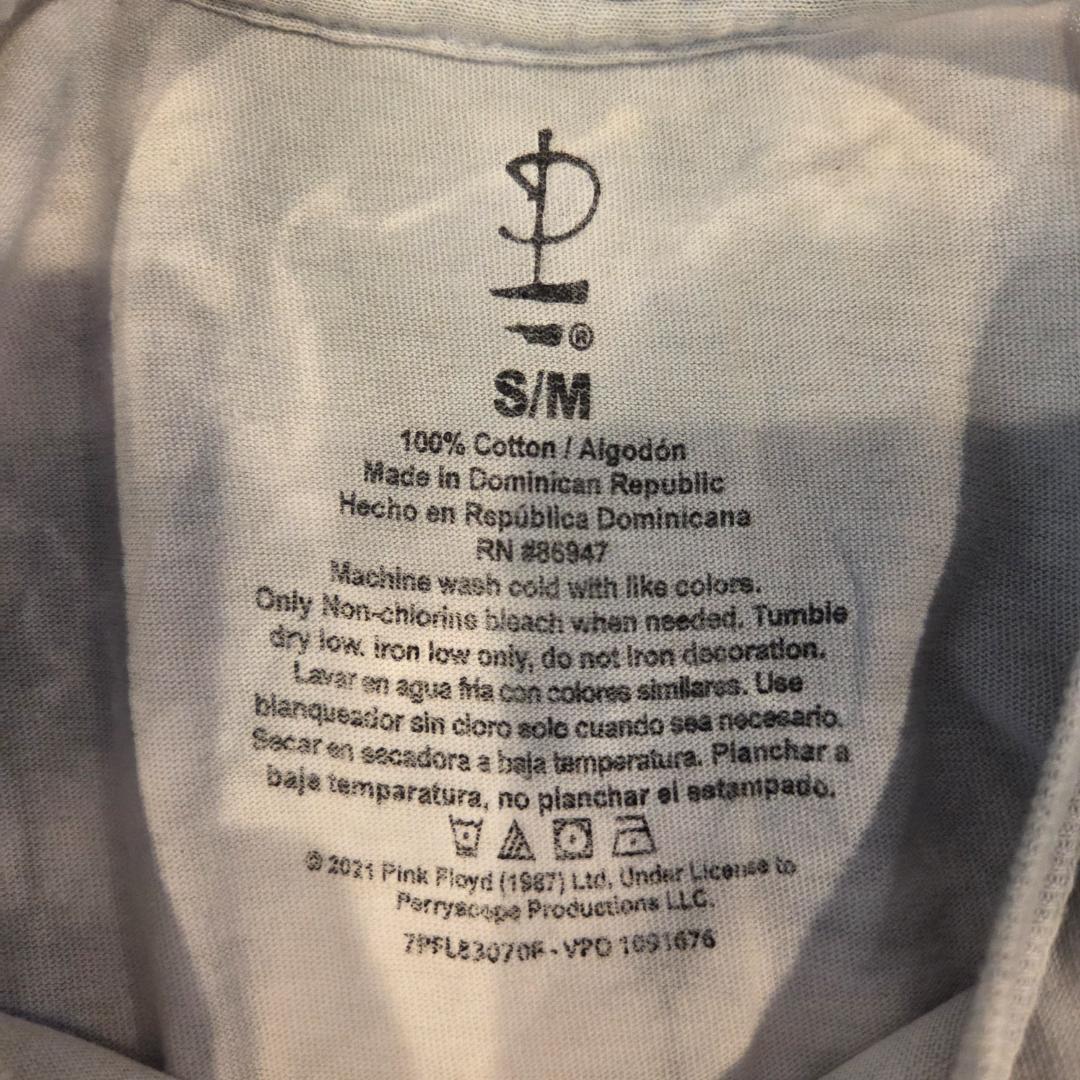 ®
S/M
100% Cotton / Algodón
Made in Dominican Republic
Hecho en República Dominicana
RN #86947
Machine wash cold with like colors.
Only Non-chlorine bleach when needed. Tumble
dry low. Iron low only, do not iron decoration.
Lavar en agua fría con colores similares. Use
blanqueador sin cloro solo cuando sea necesario.
Secar en secadora a baja temperatura. Planchar a
baja temparatura, no planchar el estampado.
© 2021 Pink Floyd (1987) Ltd. Under License to
Perryscope Productions LLC.
VPO 1691676